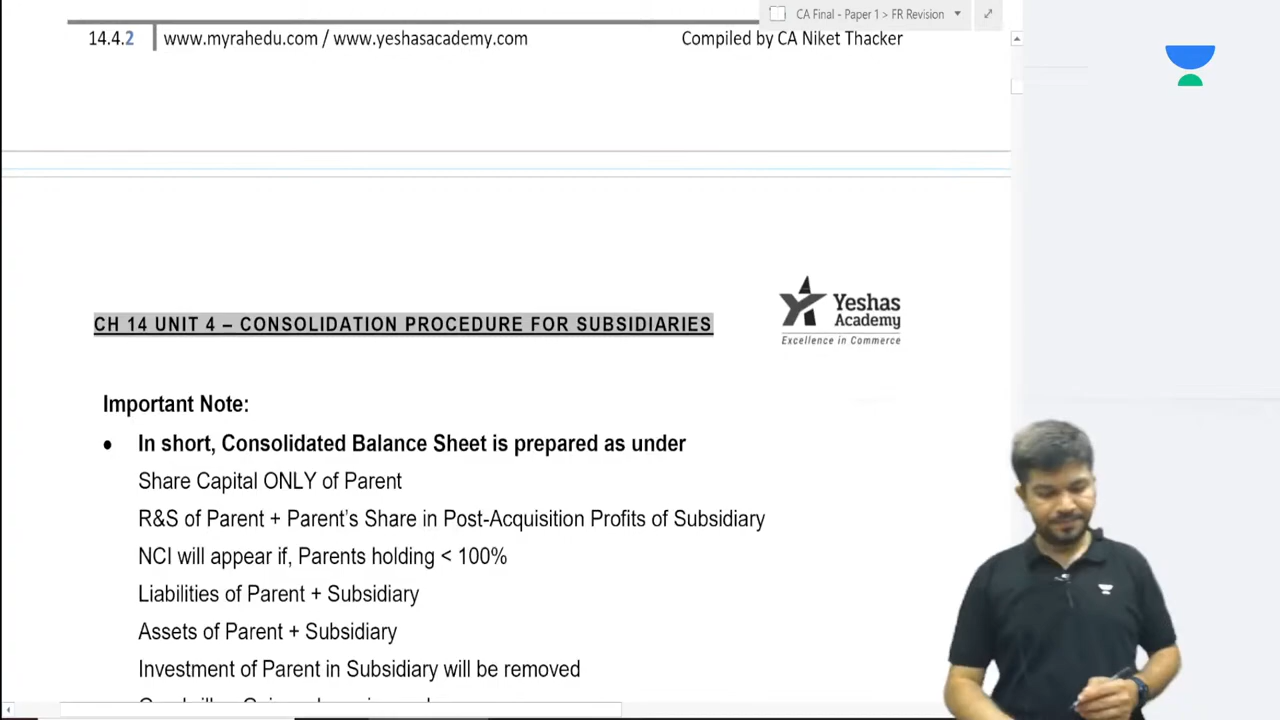 CA Final - Paper 1 > FR Revision
14.4.2 www.myrahedu.com / www.yeshasacademy.com Compiled by CA Niket Thacker
Yeshas
Academy
Excellence in Commerce
CH 14 UNIT 4 – CONSOLIDATION PROCEDURE FOR SUBSIDIARIES
Important Note:
• In short, Consolidated Balance Sheet is prepared as under
Share Capital ONLY of Parent
R&S of Parent + Parent's Share in Post-Acquisition Profits of Subsidiary
NCI will appear if, Parents holding < 100%
Liabilities of Parent + Subsidiary
Assets of Parent + Subsidiary
Investment of Parent in Subsidiary will be removed